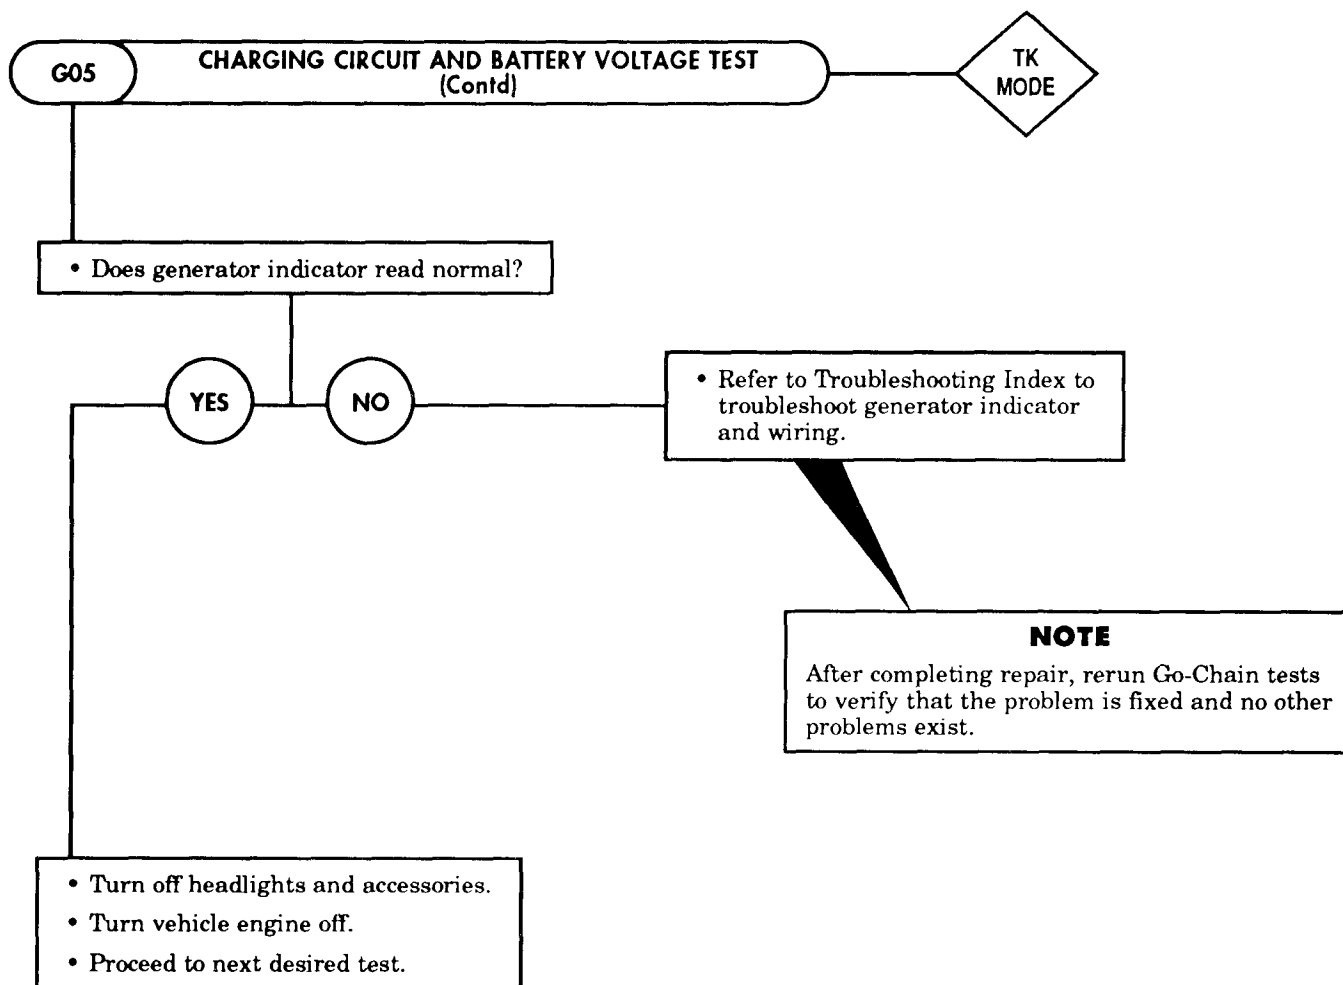 G05
CHARGING CIRCUIT AND BATTERY VOLTAGE TEST
(Contd)
TK
MODE
• Does generator indicator read normal?
YES
NO
• Refer to Troubleshooting Index to
troubleshoot generator indicator
and wiring.
NOTE
After completing repair, rerun Go-Chain tests
to verify that the problem is fixed and no other
problems exist.
• Turn off headlights and accessories.
• Turn vehicle engine off.
• Proceed to next desired test.